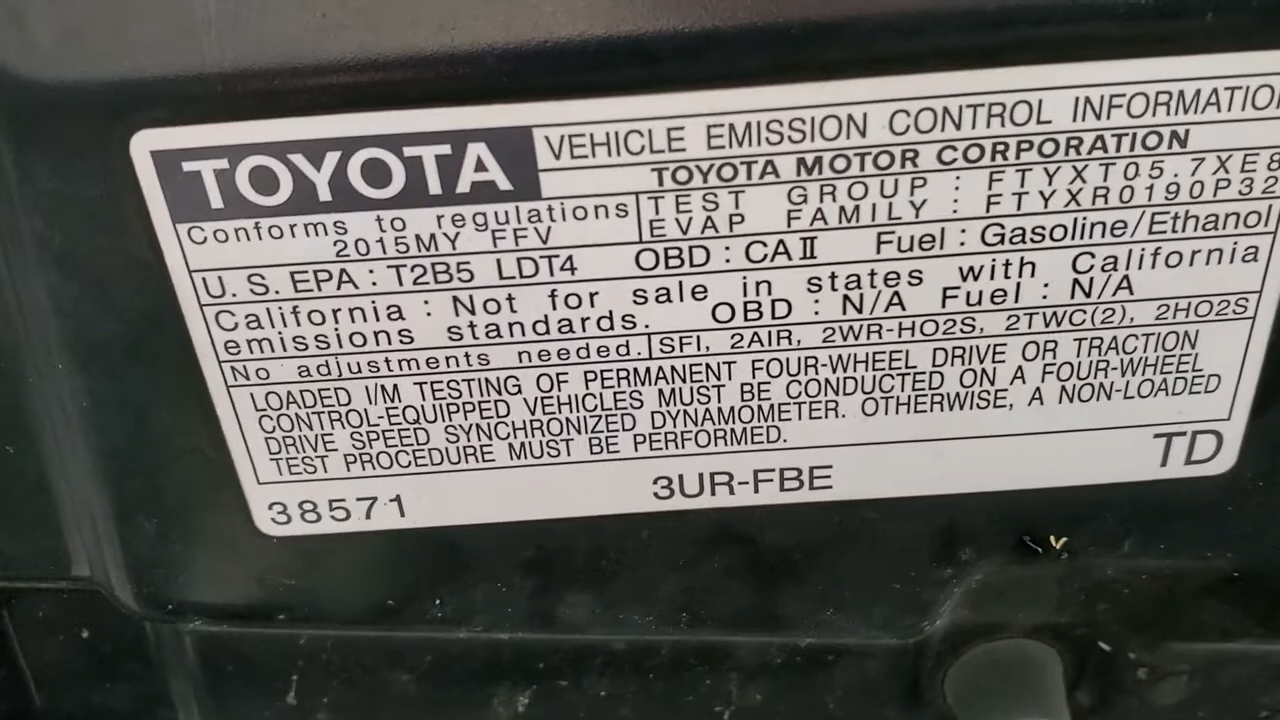 TOYOTA VEHICLE EMISSION CONTROL INFORMATIO
TOYOTA MOTOR CORPORATION
Conforms to regulations
2015MY FFV
TEST GROUP : FTYXT05.7XE8
EVAP FAMILY : FTYXR0190P32
U.S. EPA : T2B5 LDT4 OBD : CAⅡ Fuel : Gasoline/Ethanol
California : Not for sale in states with California
emissions standards. OBD : N/A Fuel : N/A
No adjustments needed. SFI, 2AIR, 2WR-HO2S, 2TWC(2), 2HO2S
LOADED I/M TESTING OF PERMANENT FOUR-WHEEL DRIVE OR TRACTION
CONTROL-EQUIPPED VEHICLES MUST BE CONDUCTED ON A FOUR-WHEEL
DRIVE SPEED SYNCHRONIZED DYNAMOMETER. OTHERWISE, A NON-LOADED
TEST PROCEDURE MUST BE PERFORMED.
38571 3UR-FBE TD